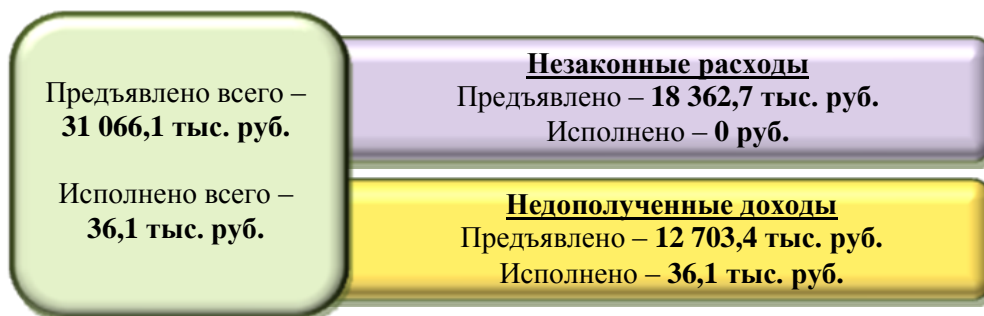 Предъявлено всего –
31 066,1 тыс. руб.
Исполнено всего –
36,1 тыс. руб.
Незаконные расходы
Предъявлено – 18 362,7 тыс. руб.
Исполнено – 0 руб.
Недополученные доходы
Предъявлено – 12 703,4 тыс. руб.
Исполнено – 36,1 тыс. руб.